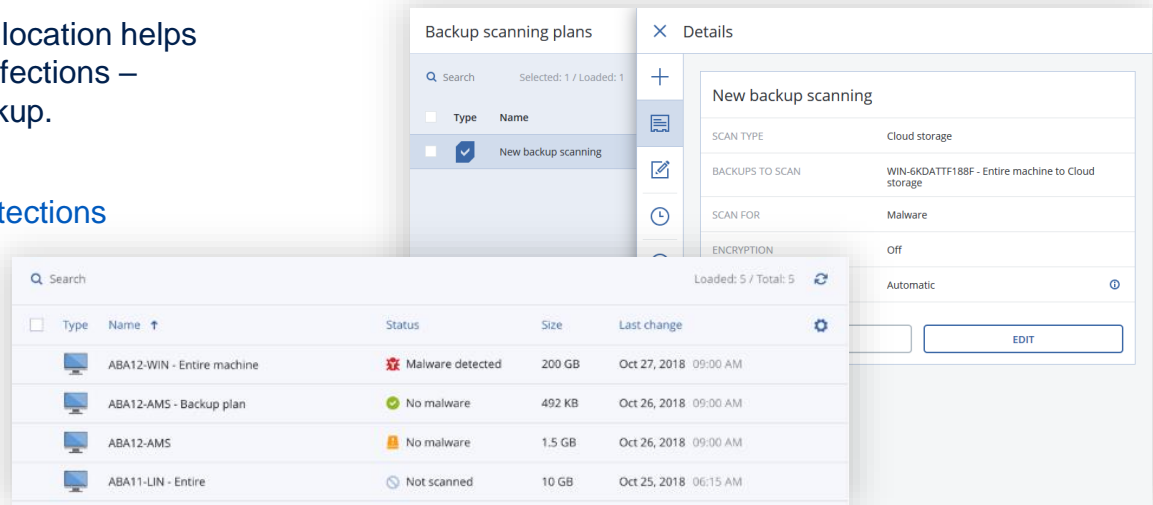 location helps
fections –
kup.
tections
Backup scanning plans
Search Selected: 1 / Loaded: 1
Type Name
New backup scanning
Details
New backup scanning
SCAN TYPE Cloud storage
BACKUPS TO SCAN WIN-6KDATTF188F - Entire machine to Cloud
storage
SCAN FOR Malware
ENCRYPTION Off
Automatic
EDIT
Search Loaded: 5 / Total: 5
Type Name Status Size Last change
ABA12-WIN - Entire machine Malware detected 200 GB Oct 27, 2018 09:00 AM
ABA12-AMS - Backup plan No malware 492 KB Oct 26, 2018 09:00 AM
ABA12-AMS No malware 1.5 GB Oct 26, 2018 09:00 AM
ABA11-LIN - Entire Not scanned 10 GB Oct 25, 2018 06:15 AM